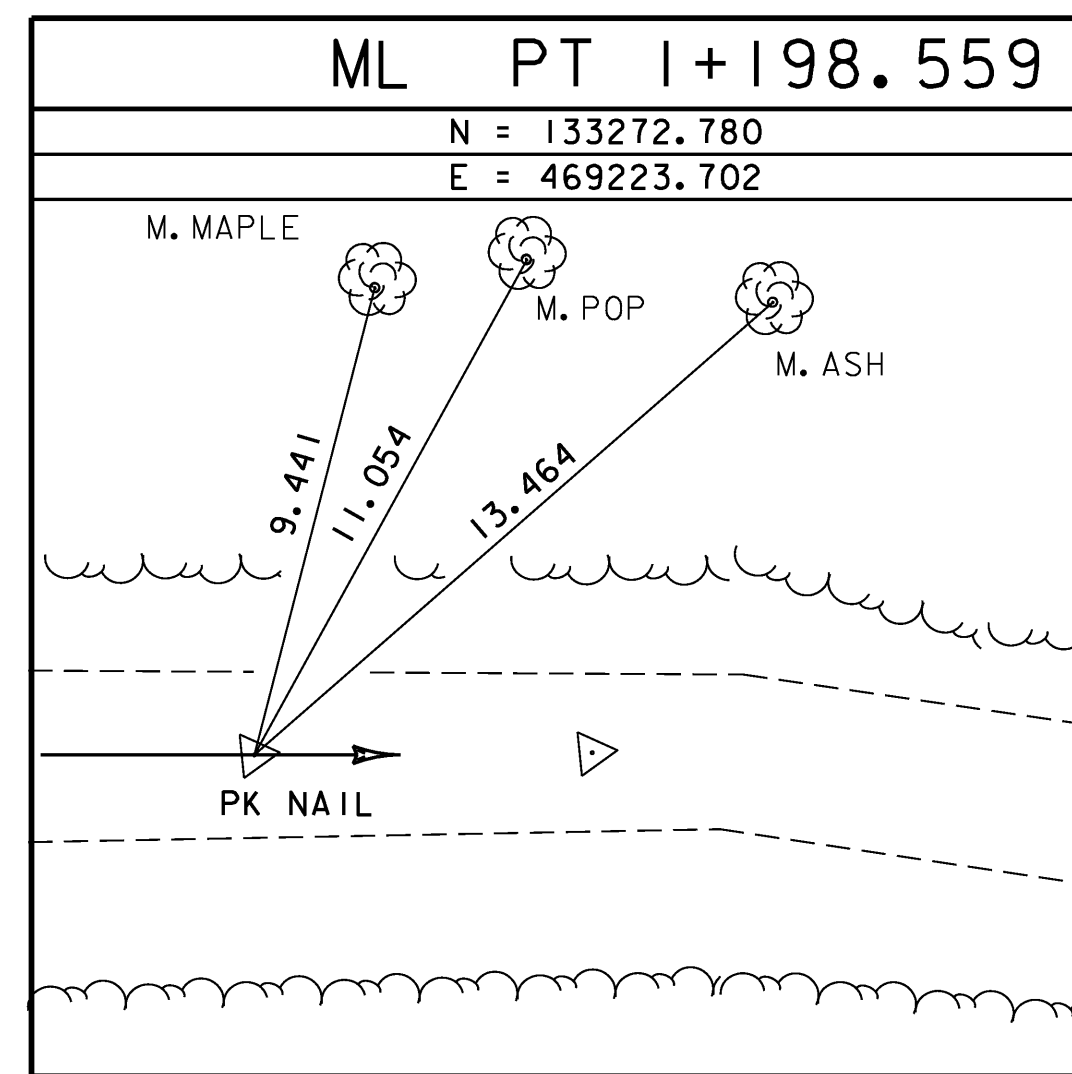 ML PT 1+198.559
N = 133272.780
E = 469223.702
M. MAPLE
M. POP
M. ASH
9.441
11.054
13.464
PK NAIL